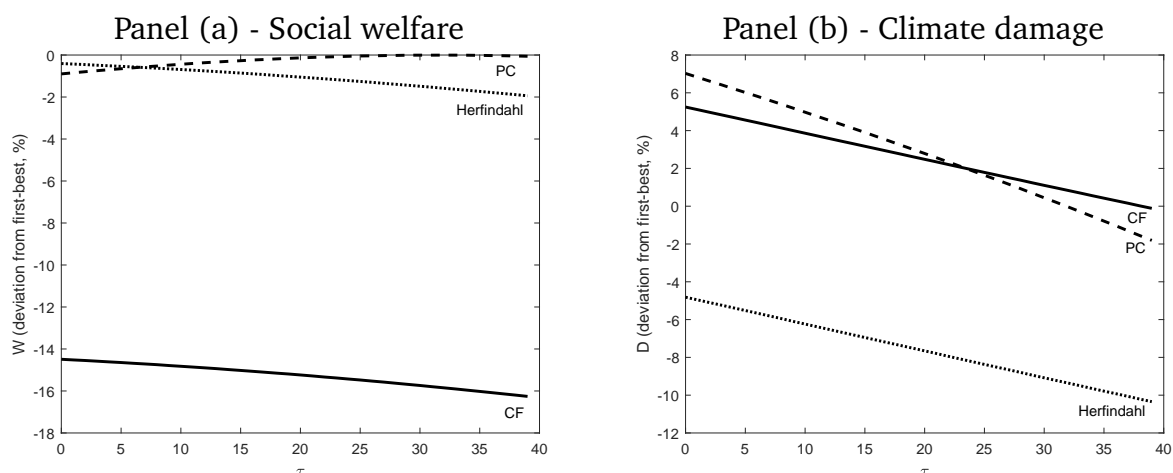 Panel (a) - Social welfare
0
-2
-4
-6
-8
-10
-12
-14
-16
-18
W (deviation from first-best, %)
PC
Herfindahl
CF
0 5 10 15 20 25 30 35 40
τ
Panel (b) - Climate damage
8
6
4
2
0
-2
-4
-6
-8
-10
-12
D (deviation from first-best, %)
CF
PC
Herfindahl
0 5 10 15 20 25 30 35 40
τ